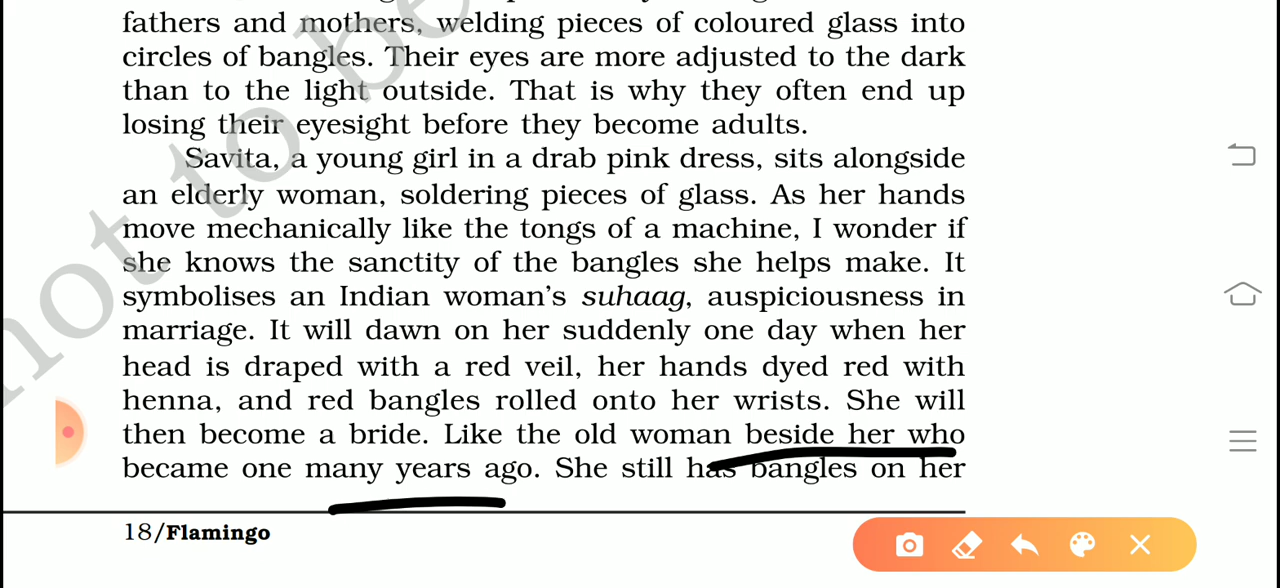 fathers and mothers, welding pieces of coloured glass into
circles of bangles. Their eyes are more adjusted to the dark
than to the light outside. That is why they often end up
losing their eyesight before they become adults.
Savita, a young girl in a drab pink dress, sits alongside
an elderly woman, soldering pieces of glass. As her hands
move mechanically like the tongs of a machine, I wonder if
she knows the sanctity of the bangles she helps make. It
symbolises an Indian woman's suhaag, auspiciousness in
marriage. It will dawn on her suddenly one day when her
head is draped with a red veil, her hands dyed red with
henna, and red bangles rolled onto her wrists. She will
then become a bride. Like the old woman beside her who
became one many years ago. She still has bangles on her
18/Flamingo
not to be